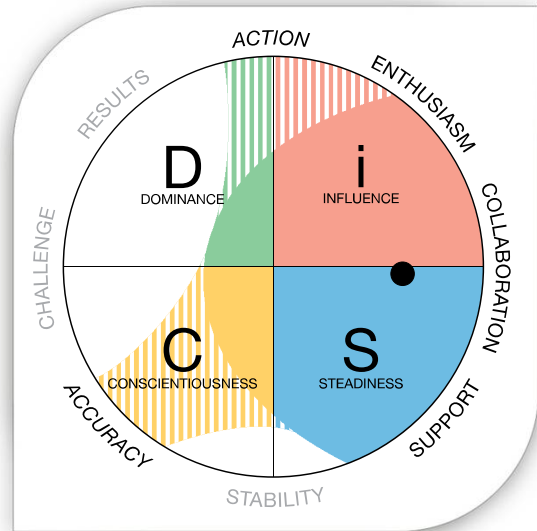 ACTION
ENTHUSIASM
RESULTS
D
DOMINANCE
i
INFLUENCE
COLLABORATION
CHALLENGE
C
CONSCIENTIOUSNESS
S
STEADINESS
ACCURACY
SUPPORT
STABILITY